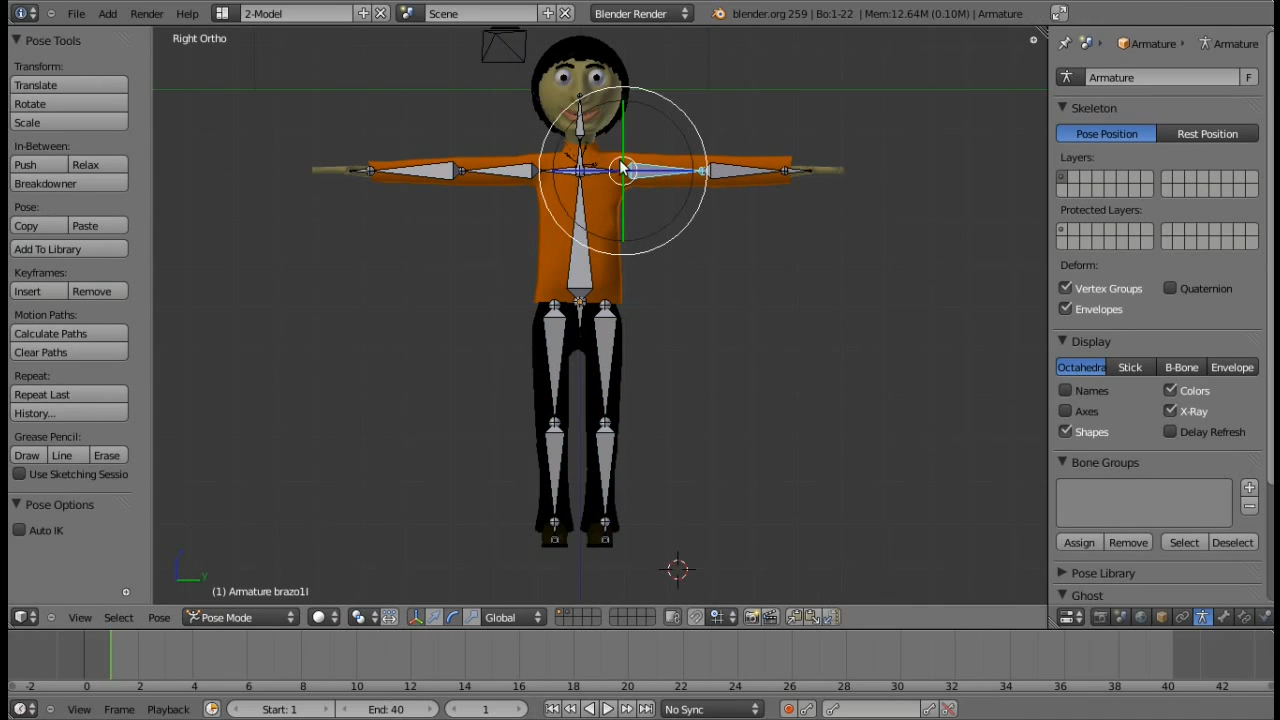 File Add Render Help 2-Model Scene Blender Render blender.org 259 | Bo:1-22 | Mem:12.64M (0.10M) | Armature
Pose Tools
Transform:
Translate
Rotate
Scale
In-Between:
Push Relax
Breakdowner
Pose:
Copy Paste
Add To Library
Keyframes:
Insert Remove
Motion Paths:
Calculate Paths
Clear Paths
Repeat:
Repeat Last
History...
Grease Pencil:
Draw Line Erase
Use Sketching Sessio
Pose Options
Auto IK
Right Ortho
y
(1) Armature brazo1l
Armature Armature
Armature F
Skeleton
Pose Position Rest Position
Layers:
Protected Layers:
Deform:
Vertex Groups Quaternion
Envelopes
Display
Octahedra Stick B-Bone Envelope
Names Colors
Axes X-Ray
Shapes Delay Refresh
Bone Groups
Assign Remove Select Deselect
Pose Library
Ghost
View Select Pose Pose Mode Global
-2 0 2 4 6 8 10 12 14 16 18 20 22 24 26 28 30 32 34 36 38 40 42
View Frame Playback Start: 1 End: 40 1 No Sync